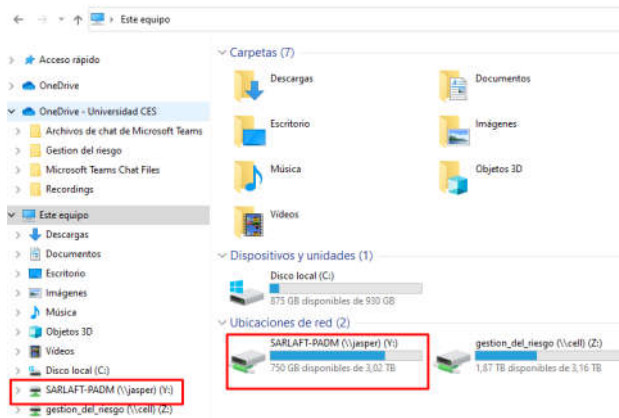 Este equipo
Acceso rápido
OneDrive
OneDrive - Universidad CES
Archivos de chat de Microsoft Teams
Gestion del riesgo
Microsoft Teams Chat Files
Recordings
Este equipo
Descargas
Documentos
Escritorio
Imágenes
Música
Objetos 3D
Vídeos
Disco local (C:)
SARLAFT-PADM (\\jasper) (Y:)
gestion_del_riesgo (\\cell) (Z:)
Carpetas (7)
Descargas
Documentos
Escritorio
Imágenes
Música
Objetos 3D
Vídeos
Dispositivos y unidades (1)
Disco local (C:)
875 GB disponibles de 930 GB
Ubicaciones de red (2)
SARLAFT-PADM (\\jasper) (Y:)
750 GB disponibles de 3,02 TB
gestion_del_riesgo (\\cell) (Z:)
1,87 TB disponibles de 3,16 TB